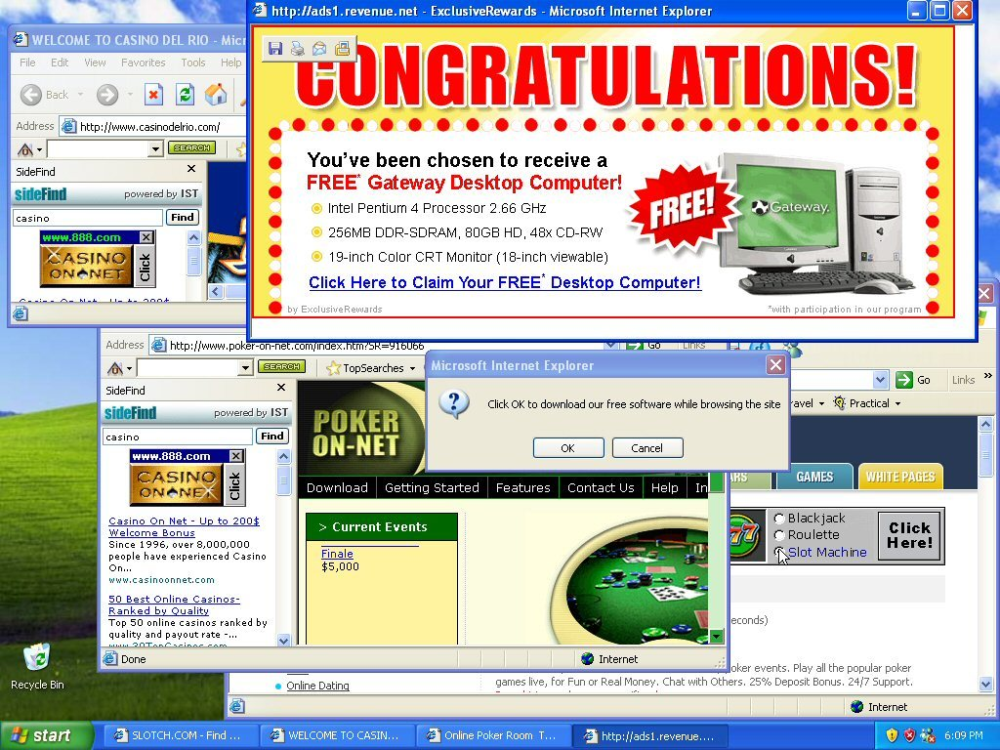 http://ads1.revenue.net - ExclusiveRewards - Microsoft Internet Explorer
CONGRATULATIONS!
You've been chosen to receive a
FREE* Gateway Desktop Computer!
Intel Pentium 4 Processor 2.66 GHz
256MB DDR-SDRAM, 80GB HD, 48x CD-RW
19-inch Color CRT Monitor (18-inch viewable)
Click Here to Claim Your FREE* Desktop Computer!
FREE!
Gateway.
by ExclusiveRewards
*with participation in our program
WELCOME TO CASINO DEL RIO - Micr
File Edit View Favorites Tools Help
Back
Address http://www.casinodelrio.com/
SEARCH
SideFind
sideFind powered by IST
casino Find
www.888.com
CASINO
ON NET
Click
Casino On Net - Up to 200$
Address http://www.poker-on-net.com/index.htm?SR=916066 Go Links
SEARCH TopSearches
SideFind
sideFind powered by IST
casino Find
www.888.com
CASINO
ON NET
Click
Casino On Net - Up to 200$
Welcome Bonus
Since 1996, over 8,000,000
people have experienced Casino
On...
www.casinoonnet.com
50 Best Online Casinos-
Ranked by Quality
Top 50 online casinos ranked
by quality and payout rate -...
POKER
ON-NET
Download Getting Started Features Contact Us Help In
> Current Events
Finale
$5,000
Done
Internet
Microsoft Internet Explorer
Click OK to download our free software while browsing the site
OK Cancel
Go Links
ravel Practical
ARS GAMES WHITE PAGES
777
Blackjack
Roulette
Slot Machine
Click
Here!
econds)
oker events. Play all the popular poker
games live, for Fun or Real Money. Chat with Others. 25% Deposit Bonus. 24/7 Support.
Online Dating
Internet
Recycle Bin
start
SLOTCH.COM - Find ...
WELCOME TO CASIN...
Online Poker Room T...
http://ads1.revenue....
6:09 PM